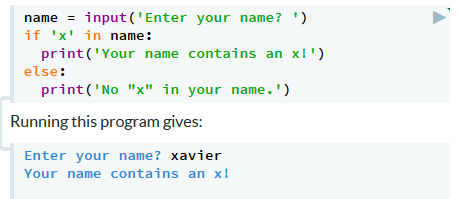 name = input('Enter your name? ')
if 'x' in name:
  print('Your name contains an x!')
else:
  print('No "x" in your name.')
Running this program gives:
Enter your name? xavier
Your name contains an x!